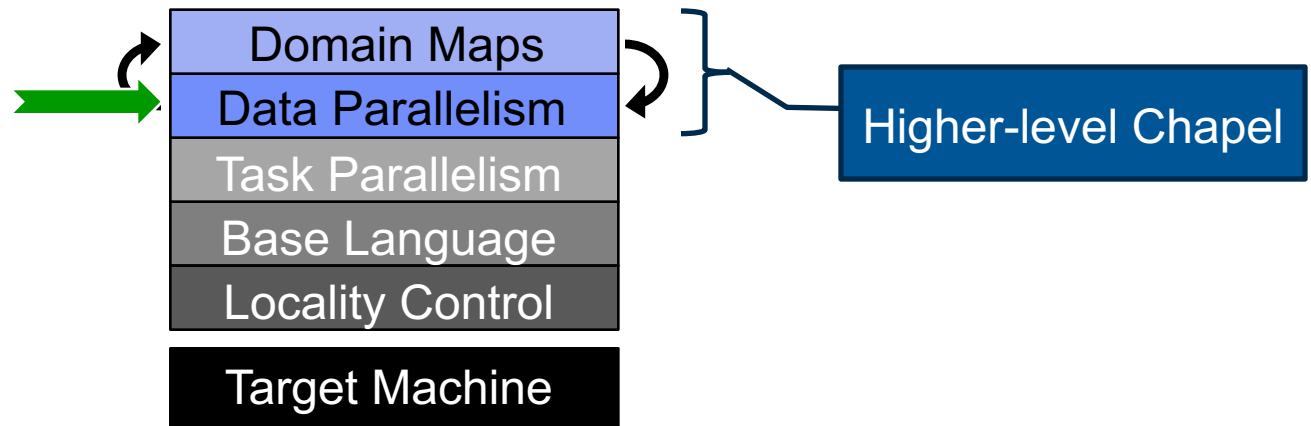 Domain Maps
Data Parallelism
Higher-level Chapel
Task Parallelism
Base Language
Locality Control
Target Machine